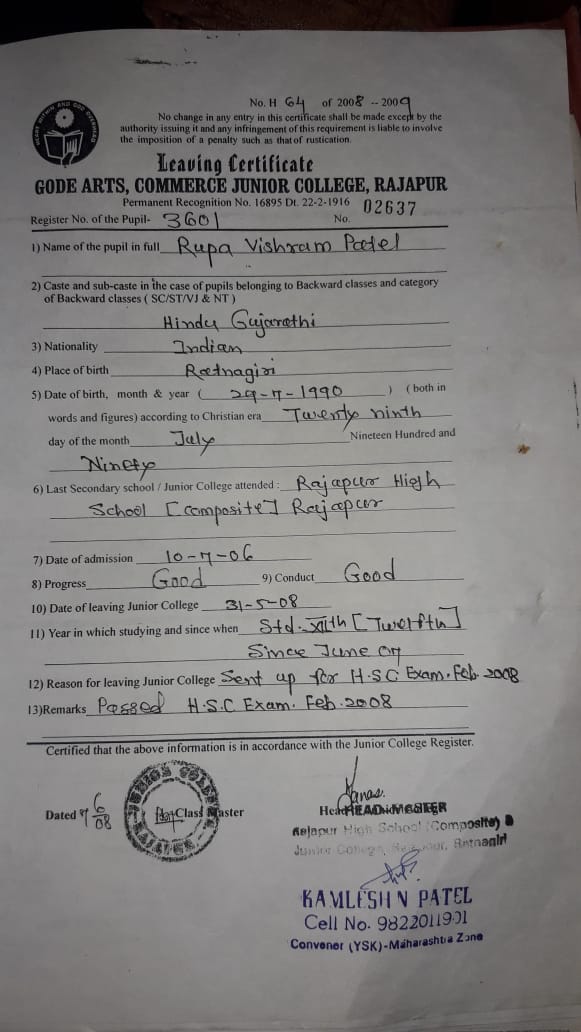 No. H 64 of 2008 -- 2009
No change in any entry in this certificate shall be made except by the
authority issuing it and any infringement of this requirement is liable to involve
the imposition of a penalty such as that of rustication.
Leaving Certificate
GODE ARTS, COMMERCE JUNIOR COLLEGE, RAJAPUR
Permanent Recognition No. 16895 Dt. 22-2-1916 02637
Register No. of the Pupil- 3601 No.
1) Name of the pupil in full Rupa Vishram Patel
2) Caste and sub-caste in the case of pupils belonging to Backward classes and category
of Backward classes ( SC/ST/VJ & NT )
Hindu Gujarathi
3) Nationality Indian
4) Place of birth Ratnagiri
5) Date of birth, month & year ( 29-7-1990 ) ( both in
words and figures) according to Christian era Twenty ninth
day of the month July Nineteen Hundred and
Ninety
6) Last Secondary school / Junior College attended : Rajapur High
School [Composite] Rajapur
7) Date of admission 10-7-06
8) Progress Good 9) Conduct Good
10) Date of leaving Junior College 31-5-08
11) Year in which studying and since when Std. XIIth [Twelfth]
Since June 07
12) Reason for leaving Junior College Sent up for H.S.C Exam. Feb. 2008
13)Remarks Passed H.S.C Exam. Feb. 2008
Certified that the above information is in accordance with the Junior College Register.
Dated 9/6/08 Class Master HEAD MASTER
Rajapur High School (Composite) &
Junior College, Rajapur, Ratnagiri
KAMLESH N PATEL
Cell No. 9822011901
Convener (YSK)-Maharashtra Zone